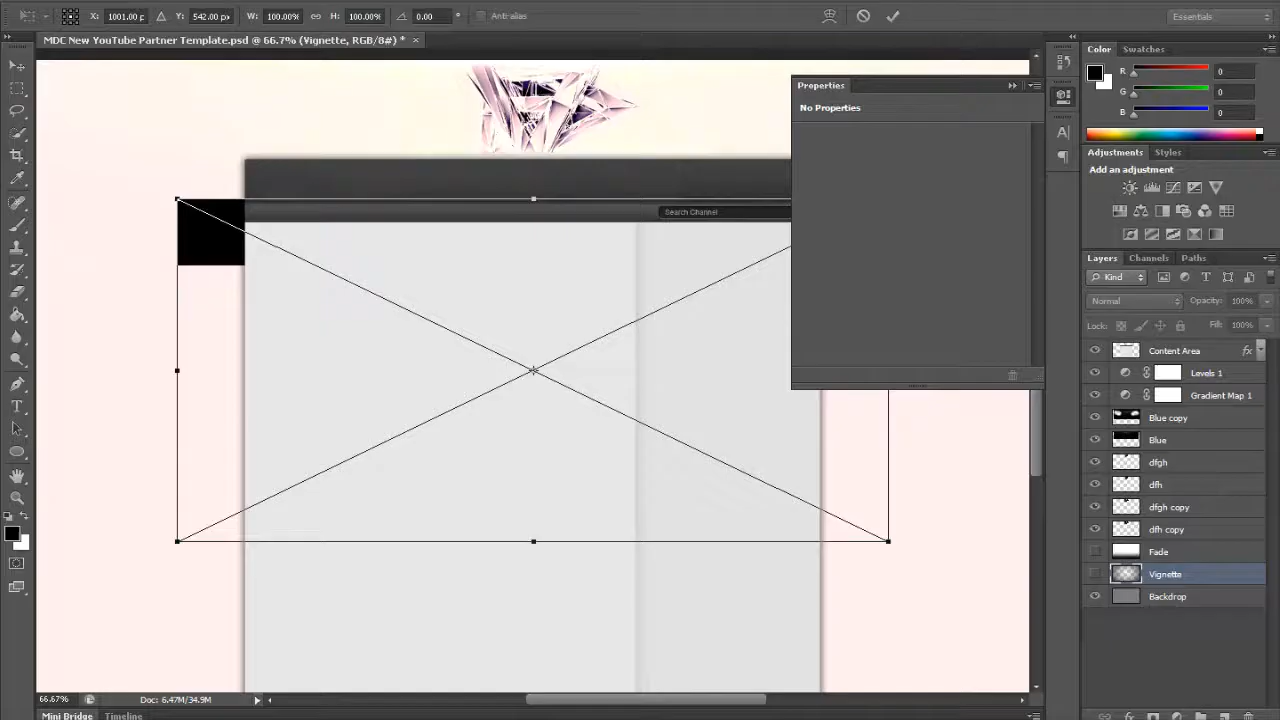 X: 1001.00 p Y: 542.00 px W: 100.00% H: 100.00% 0.00 ° Anti-alias Essentials
MDC New YouTube Partner Template.psd @ 66.7% (Vignette, RGB/8#) * ×
Color Swatches
R 0
G 0
B 0
Properties
No Properties
Adjustments Styles
Add an adjustment
Search Channel
Layers Channels Paths
Kind
Normal Opacity: 100%
Lock: Fill: 100%
Content Area fx
Levels 1
Gradient Map 1
Blue copy
Blue
dfgh
dfh
dfgh copy
dfh copy
Fade
Vignette
Backdrop
66.67% Doc: 6.47M/34.9M
Mini Bridge Timeline